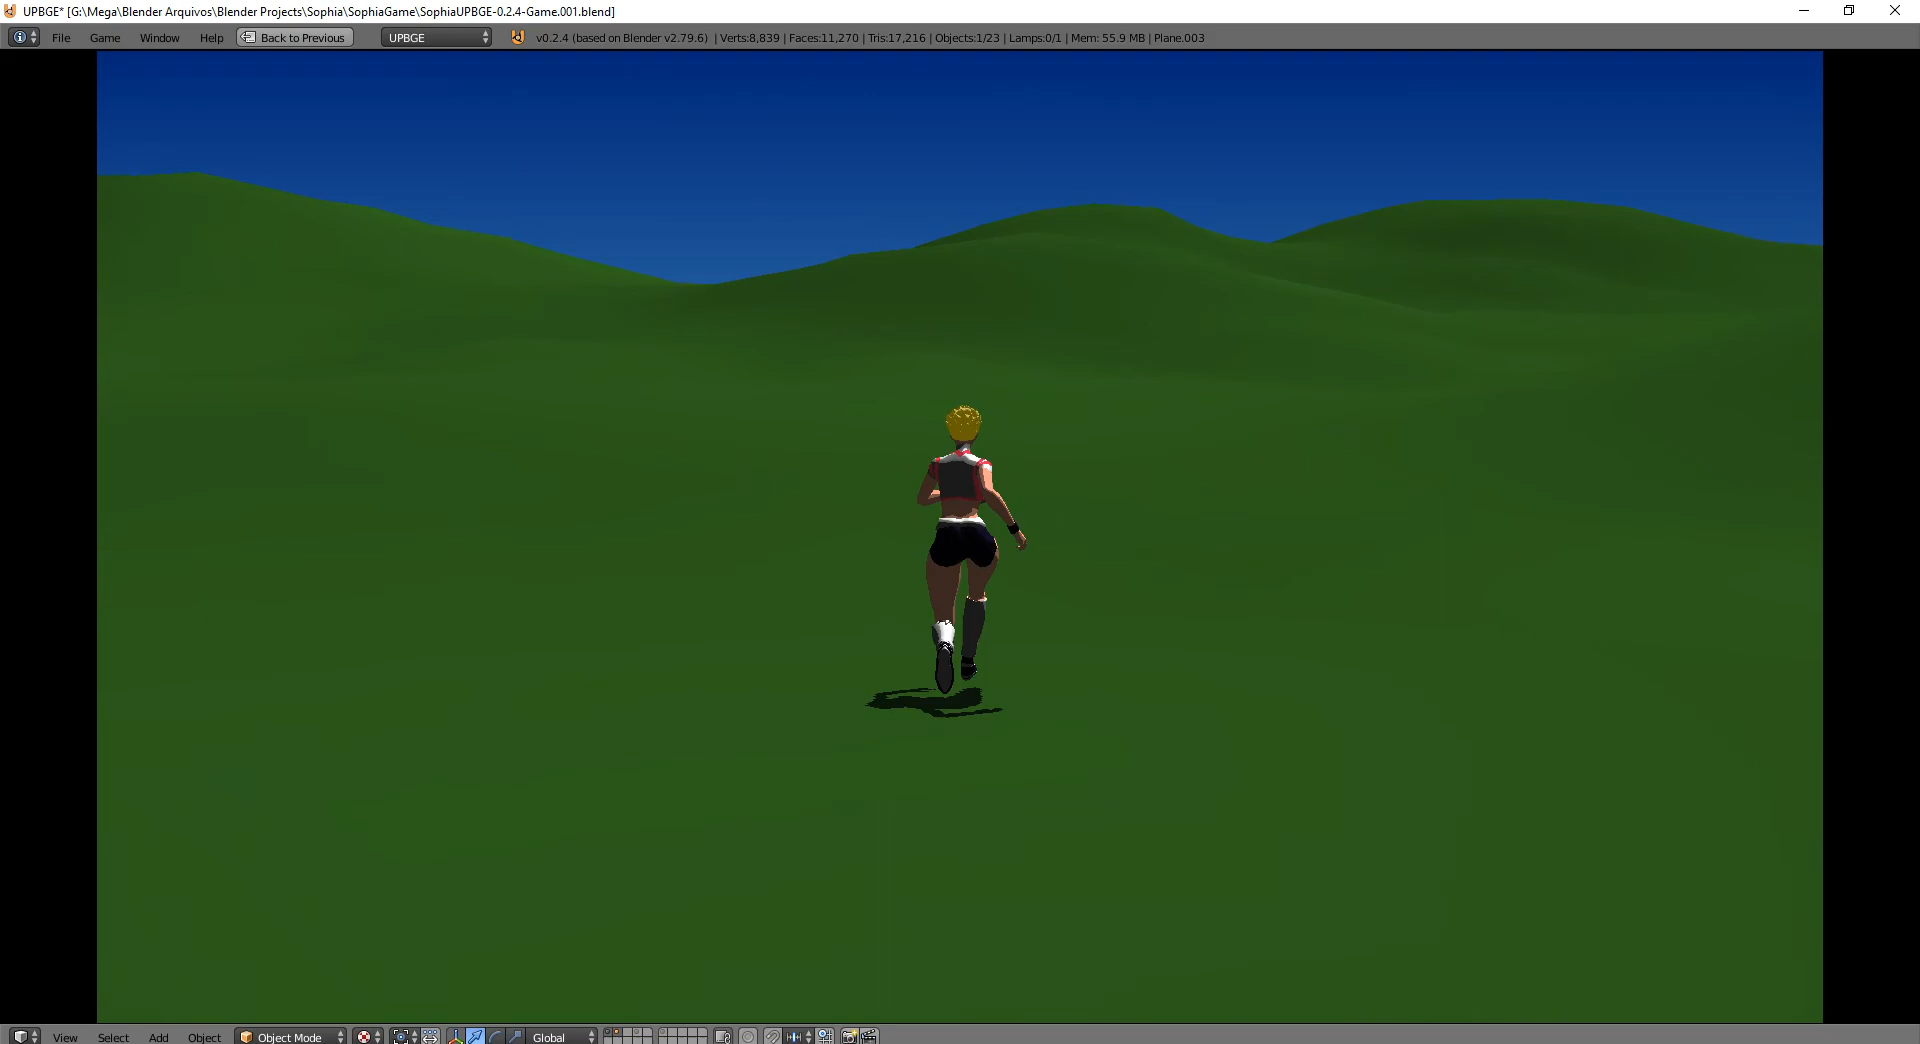 UPBGE* [G:\Mega\Blender Arquivos\Blender Projects\Sophia\SophiaGame\SophiaUPBGE-0.2.4-Game.001.blend]
File Game Window Help Back to Previous UPBGE v0.2.4 (based on Blender v2.79.6) | Verts:8,839 | Faces:11,270 | Tris:17,216 | Objects:1/23 | Lamps:0/1 | Mem: 55.9 MB | Plane.003
View Select Add Object Object Mode Global